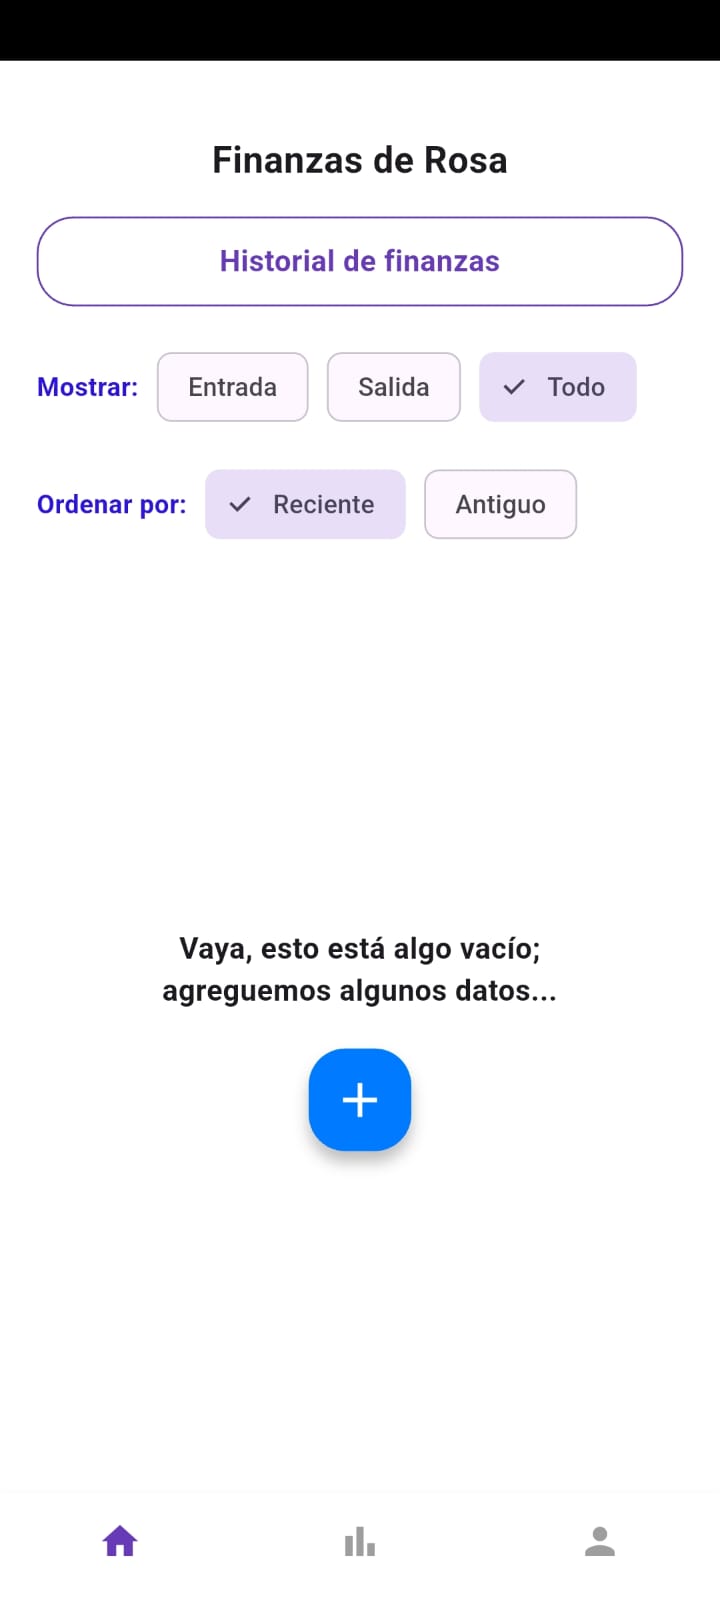 Finanzas de Rosa
Historial de finanzas
Mostrar: Entrada Salida Todo
Ordenar por: Reciente Antiguo
Vaya, esto está algo vacío;
agreguemos algunos datos...